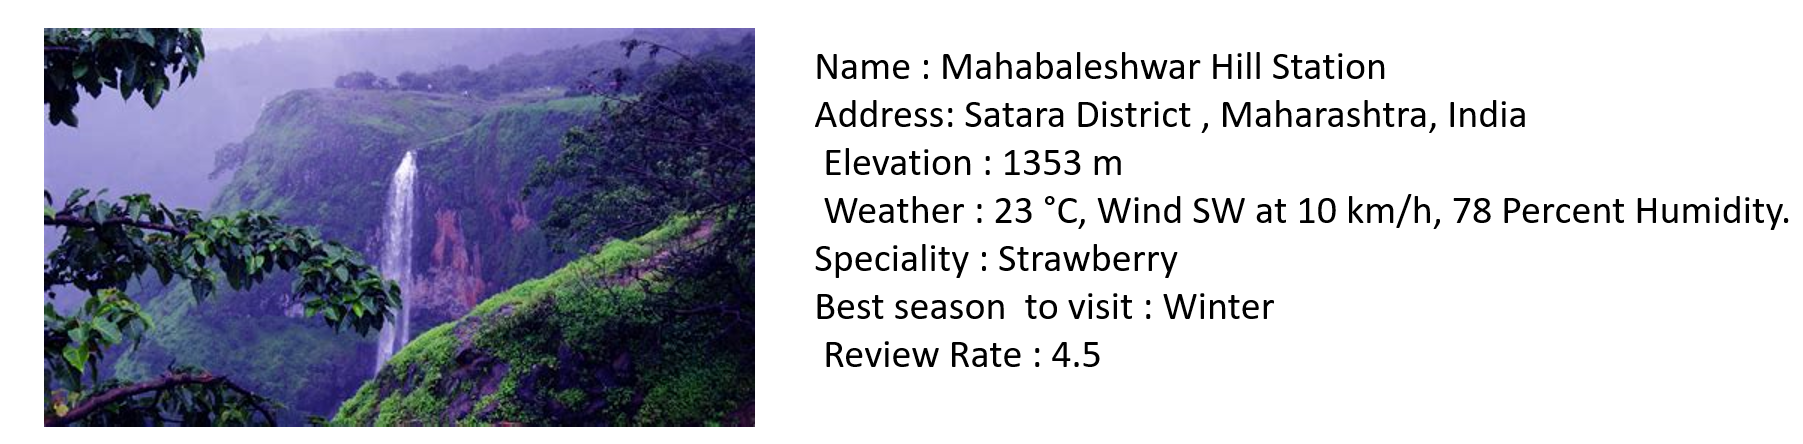 Name : Mahabaleshwar Hill Station
Address: Satara District , Maharashtra, India
Elevation : 1353 m
Weather : 23 °C, Wind SW at 10 km/h, 78 Percent Humidity.
Speciality : Strawberry
Best season  to visit : Winter
Review Rate : 4.5